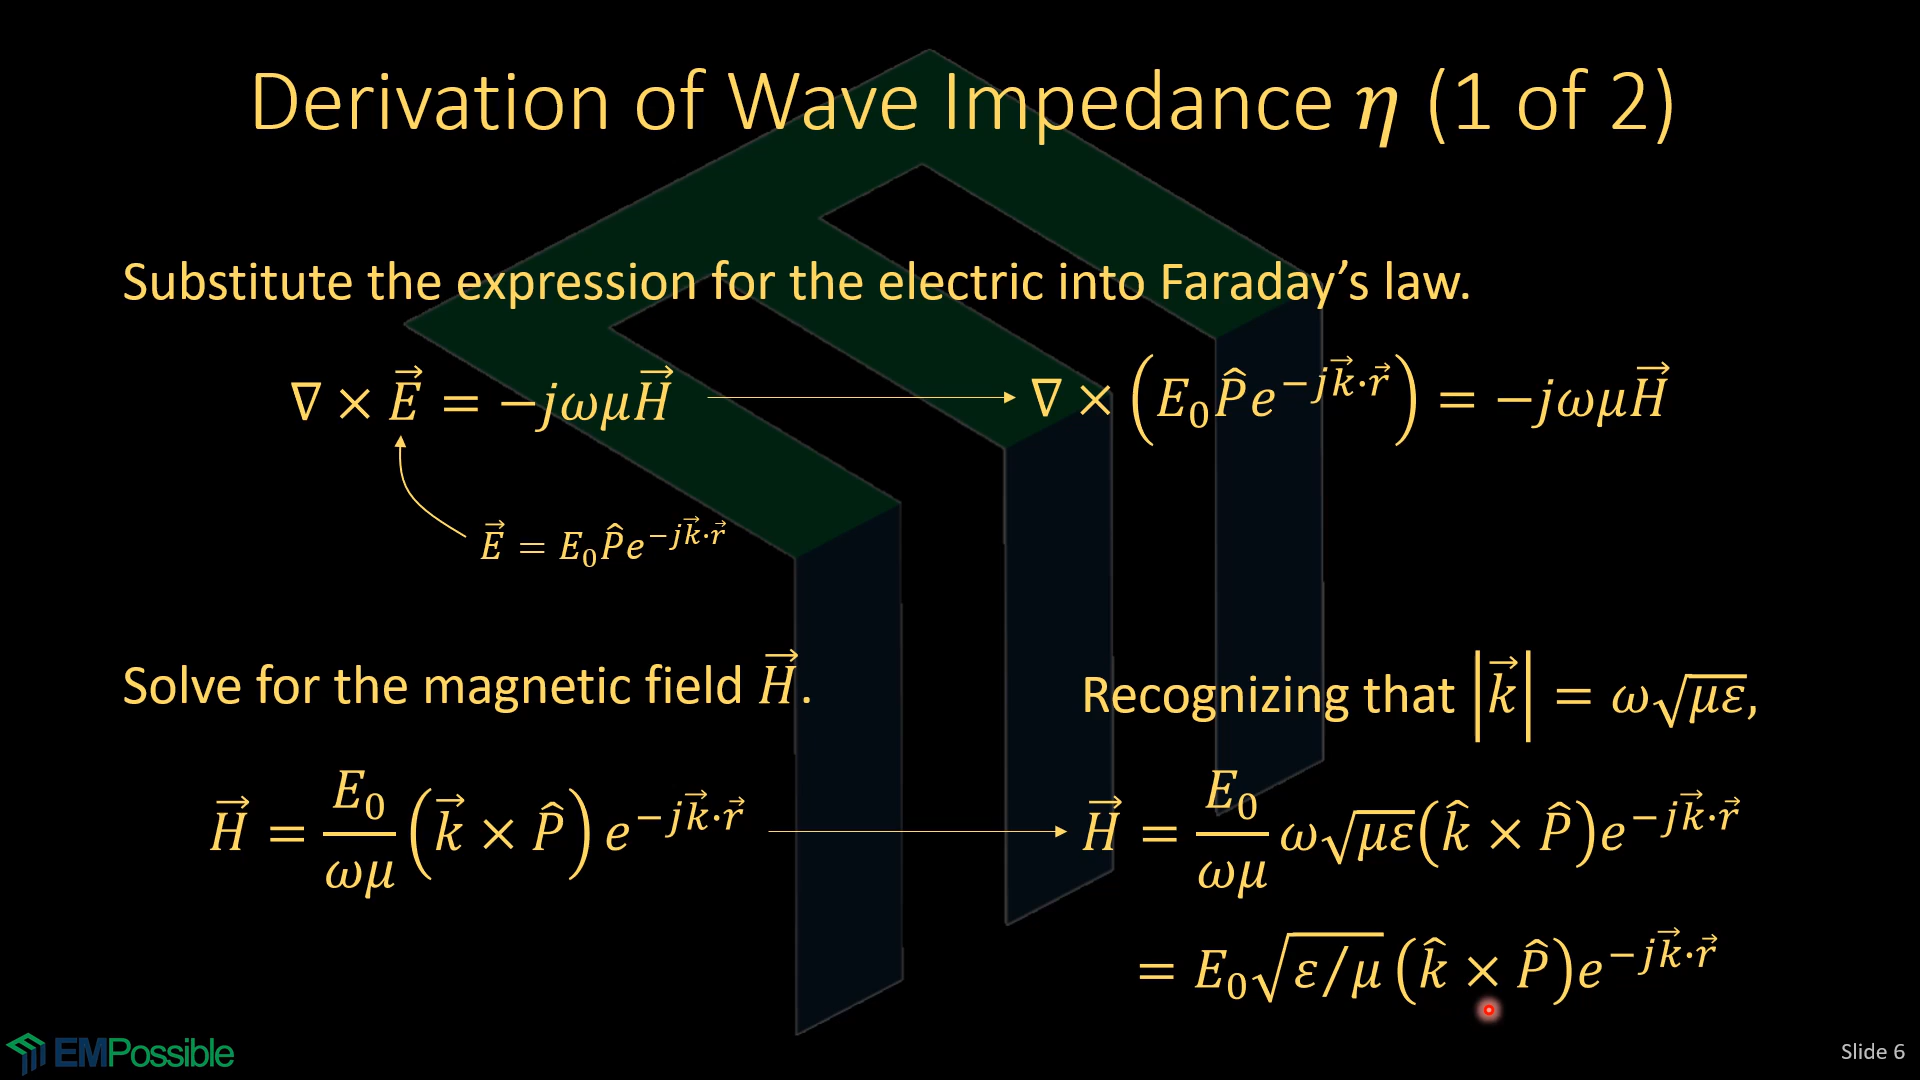 Derivation of Wave Impedance η (1 of 2)
Substitute the expression for the electric into Faraday’s law.
∇ × E⃗ = −jωμH⃗
∇ × (E₀P̂e^{−jk⃗·r⃗}) = −jωμH⃗
E⃗ = E₀P̂e^{−jk⃗·r⃗}
Solve for the magnetic field H⃗.
H⃗ = E₀/ωμ (k⃗ × P̂) e^{−jk⃗·r⃗}
Recognizing that |k⃗| = ω√(με),
H⃗ = E₀/ωμ ω√(με)(k̂ × P̂)e^{−jk⃗·r⃗}
= E₀√(ε/μ) (k̂ × P̂)e^{−jk⃗·r⃗}
EMPossible
Slide 6